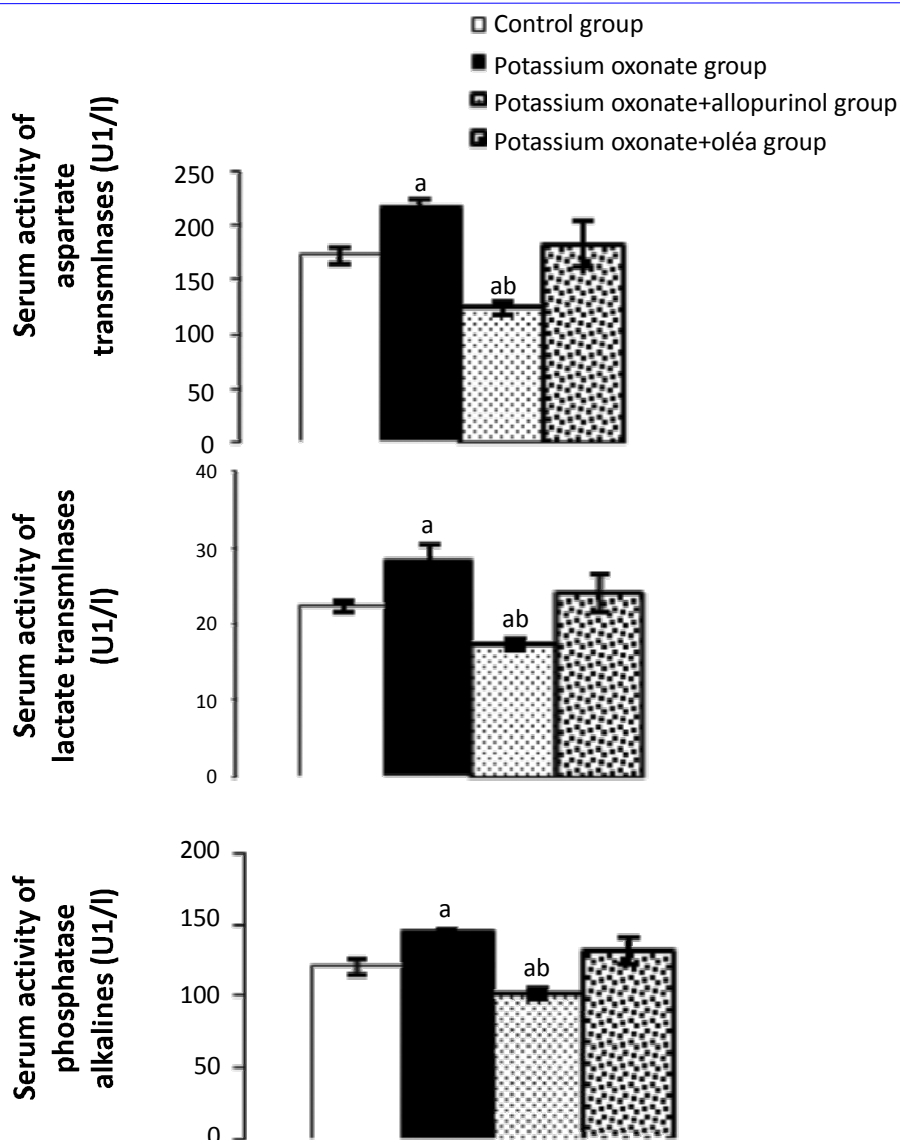 Control group
Potassium oxonate group
Potassium oxonate+allopurinol group
Potassium oxonate+oléa group
Serum activity of
aspartate
transmInases (U1/l)
250
200
150
100
50
0
a
ab
Serum activity of
lactate transmInases
(U1/l)
40
30
20
10
0
a
ab
Serum activity of
phosphatase
alkalines (U1/l)
200
150
100
50
0
a
ab